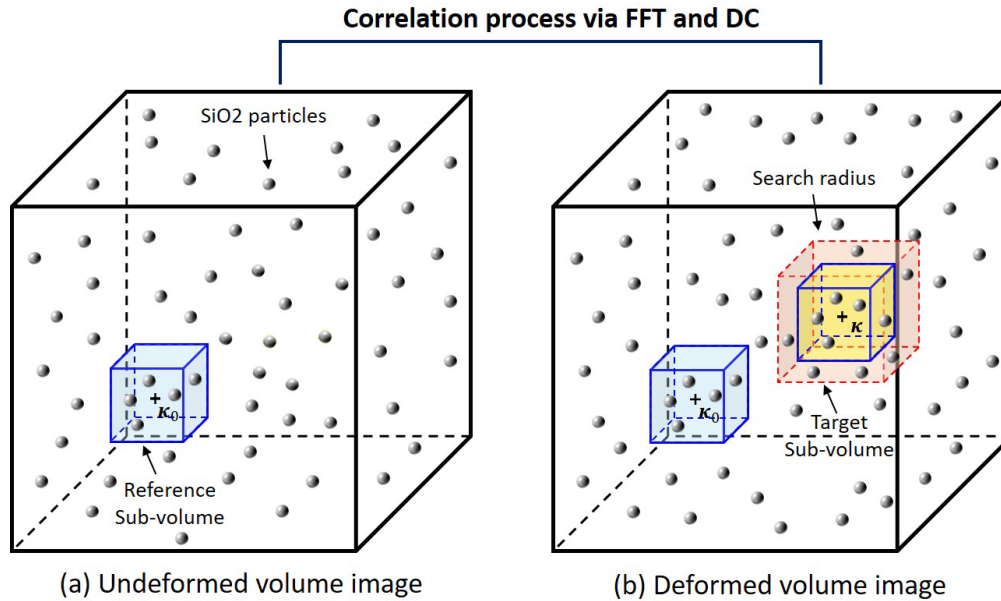 Correlation process via FFT and DC
SiO2 particles
+
κ₀
Reference
Sub-volume
(a) Undeformed volume image
Search radius
+ κ
+
κ₀
Target
Sub-volume
(b) Deformed volume image